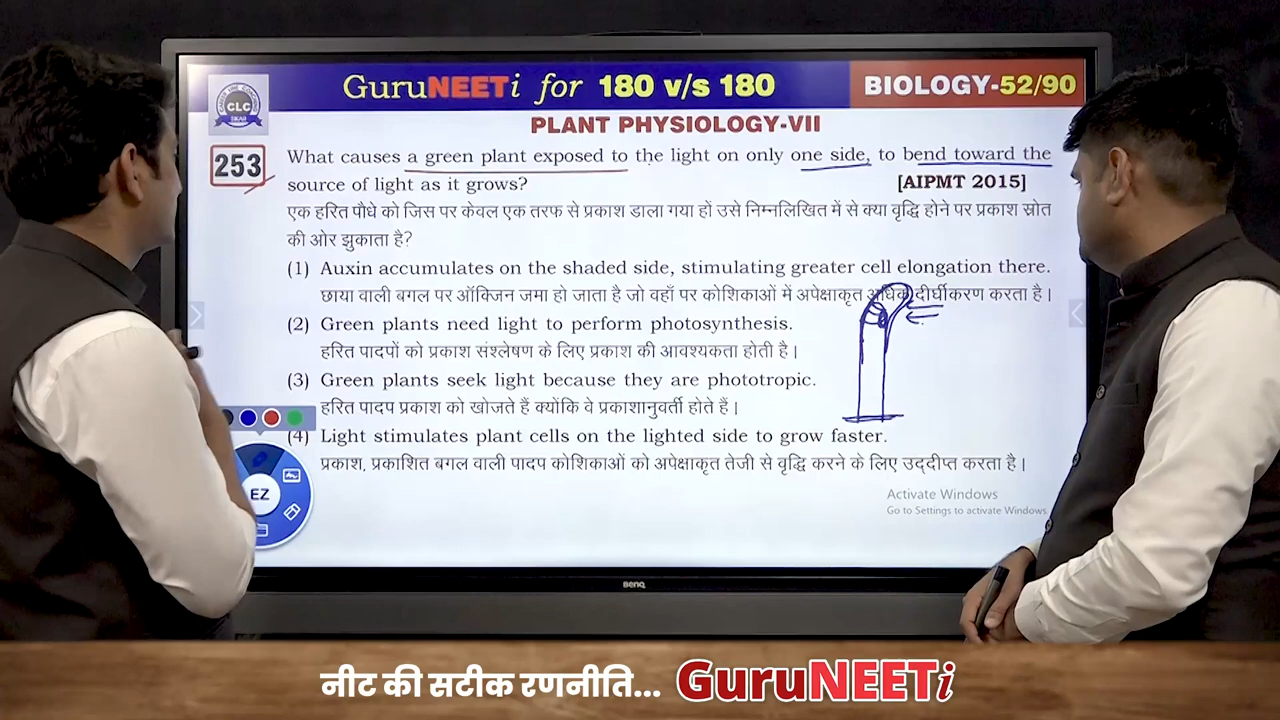 GuruNEETi for 180 v/s 180
BIOLOGY-52/90
CLC
SIKAR
PLANT PHYSIOLOGY-VII
253
What causes a green plant exposed to the light on only one side, to bend toward the
source of light as it grows? [AIPMT 2015]
एक हरित पौधे को जिस पर केवल एक तरफ से प्रकाश डाला गया हों उसे निम्नलिखित में से क्या वृद्धि होने पर प्रकाश स्रोत
की ओर झुकाता है?
(1) Auxin accumulates on the shaded side, stimulating greater cell elongation there.
छाया वाली बगल पर ऑक्जिन जमा हो जाता है जो वहाँ पर कोशिकाओं में अपेक्षाकृत अधिक दीर्घीकरण करता है।
(2) Green plants need light to perform photosynthesis.
हरित पादपों को प्रकाश संश्लेषण के लिए प्रकाश की आवश्यकता होती है।
(3) Green plants seek light because they are phototropic.
हरित पादप प्रकाश को खोजते हैं क्योंकि वे प्रकाशानुवर्ती होते हैं।
(4) Light stimulates plant cells on the lighted side to grow faster.
प्रकाश, प्रकाशित बगल वाली पादप कोशिकाओं को अपेक्षाकृत तेजी से वृद्धि करने के लिए उद्दीप्त करता है।
EZ
Activate Windows
Go to Settings to activate Windows.
BenQ
नीट की सटीक रणनीति... GuruNEETi